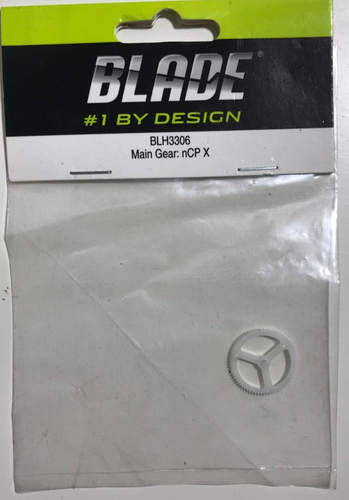 BLADE®
#1 BY DESIGN
BLH3306
Main Gear: nCP X